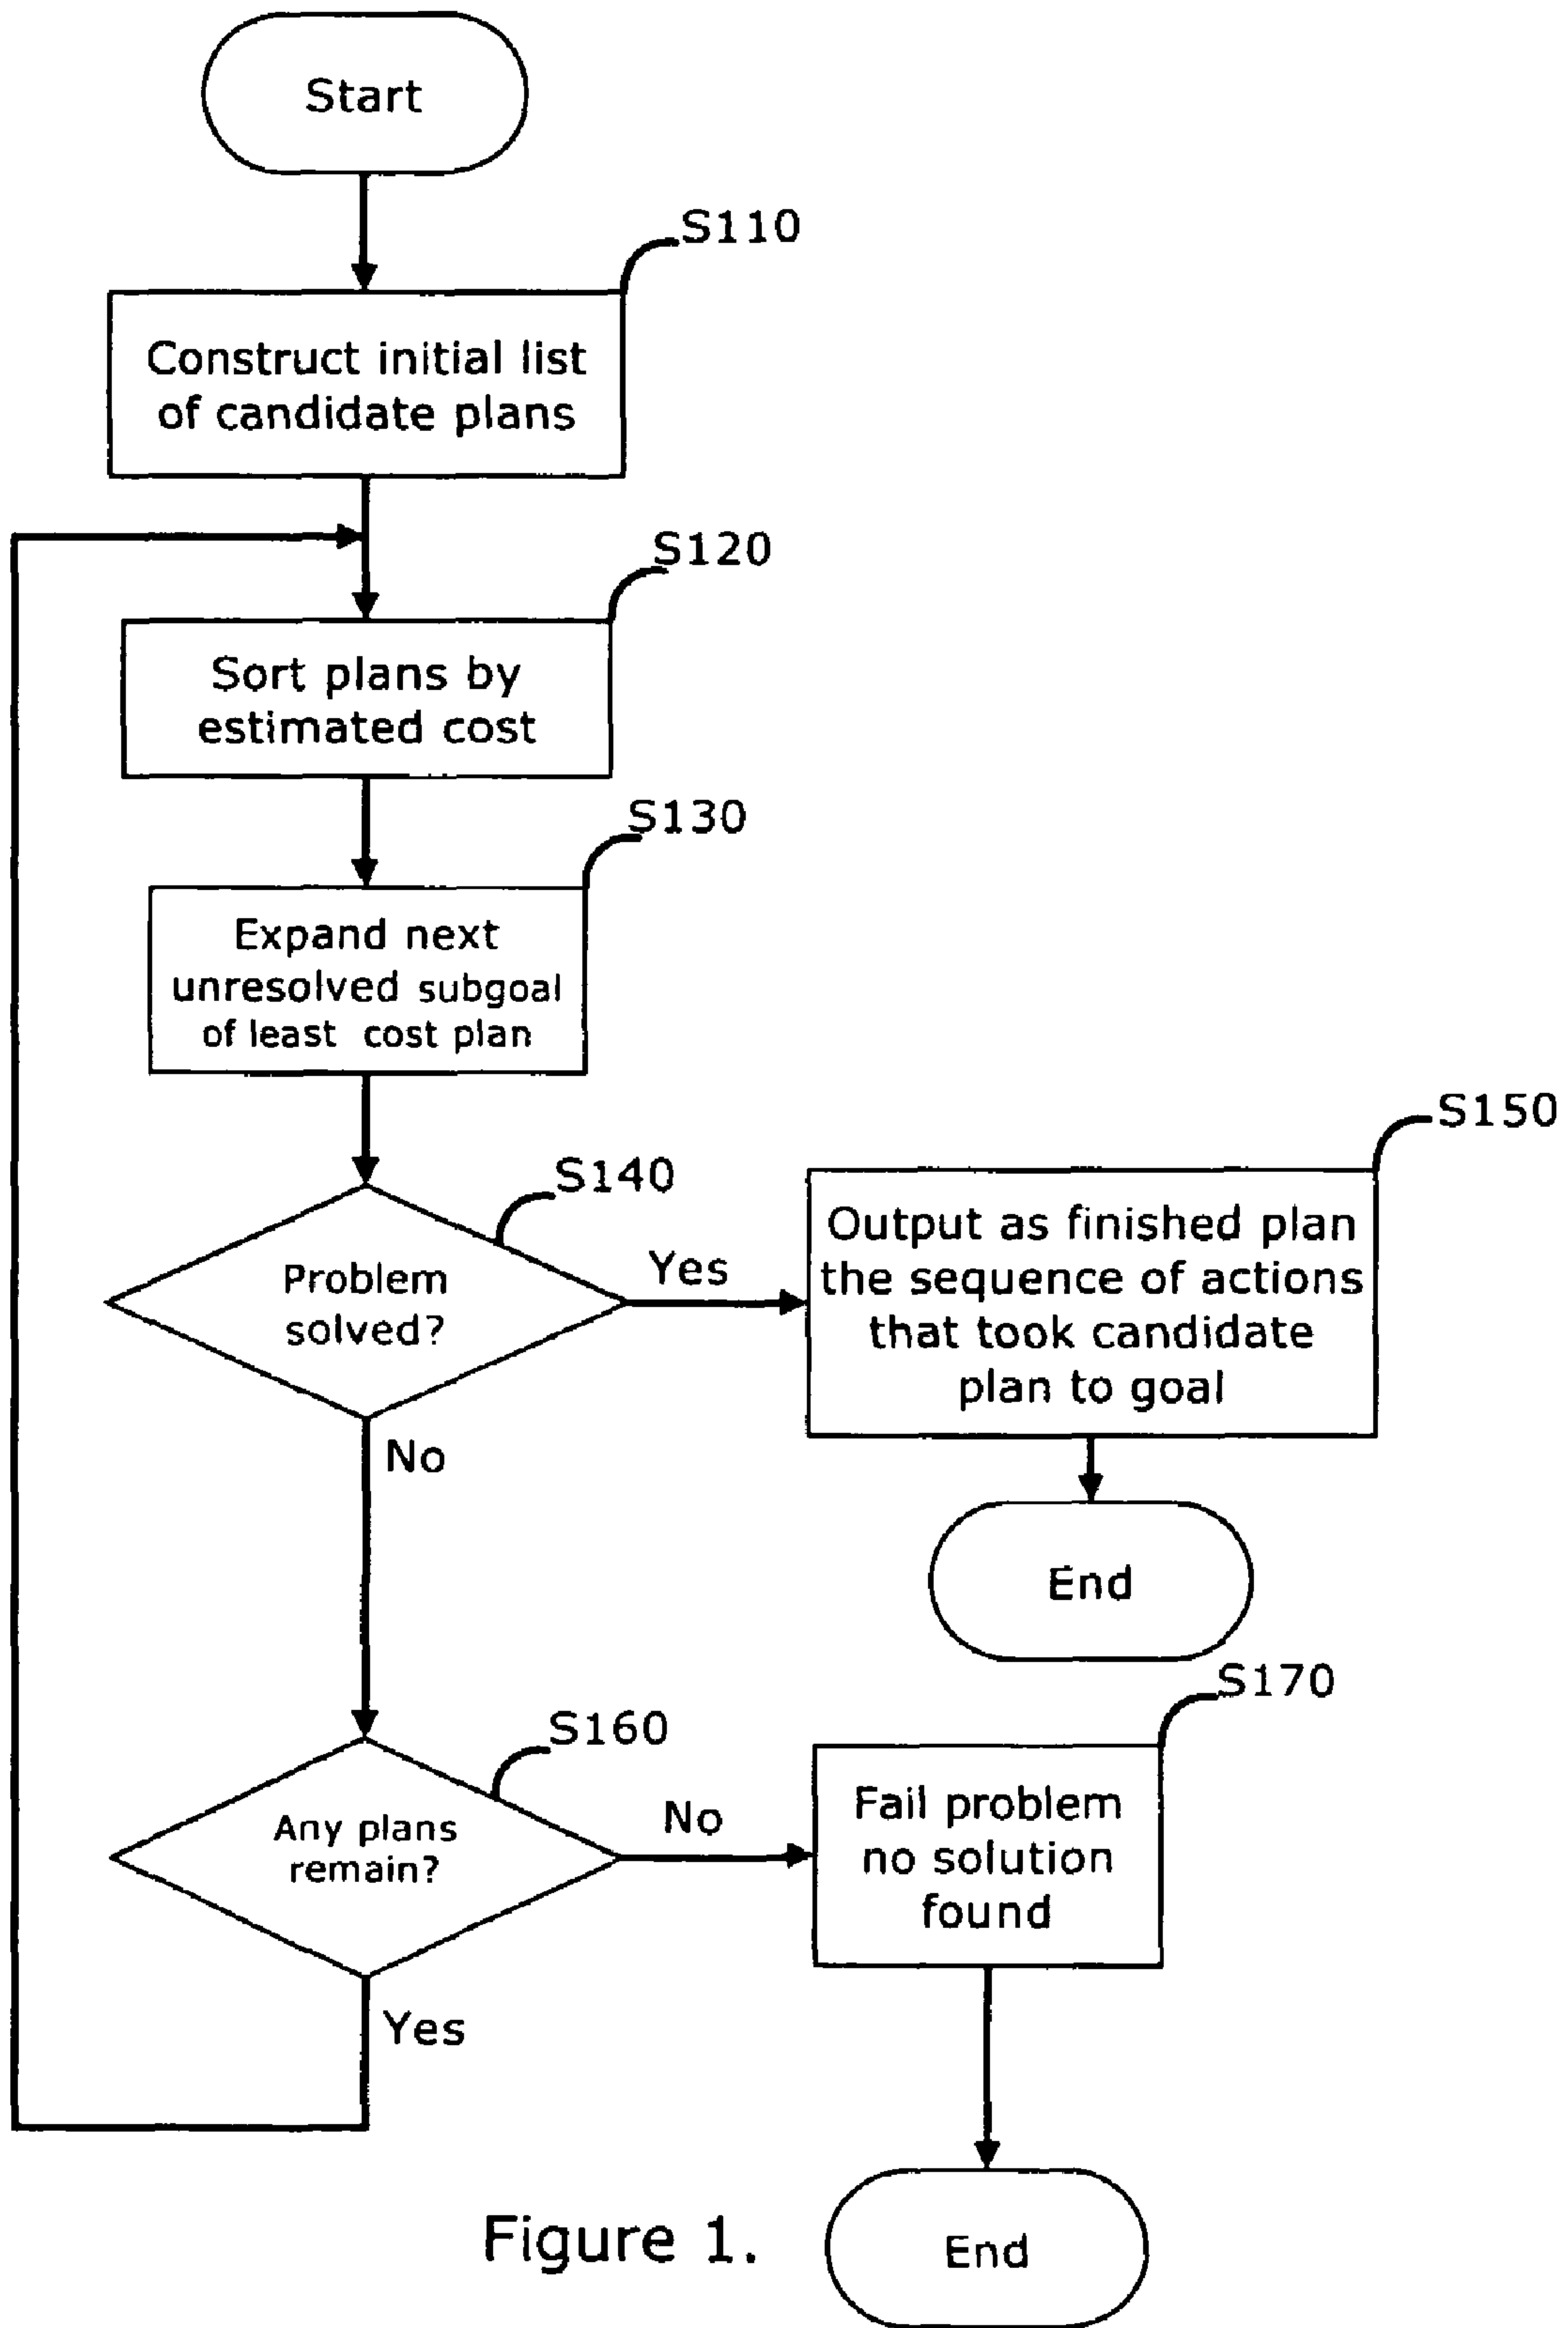 Start
S110
Construct initial list
of candidate plans
S120
Sort plans by
estimated cost
S130
Expand next
unresolved subgoal
of least cost plan
S140
Problem
solved?
Yes
S150
Output as finished plan
the sequence of actions
that took candidate
plan to goal
No
End
S160
Any plans
remain?
No
S170
Fail problem
no solution
found
Yes
Figure 1.
End